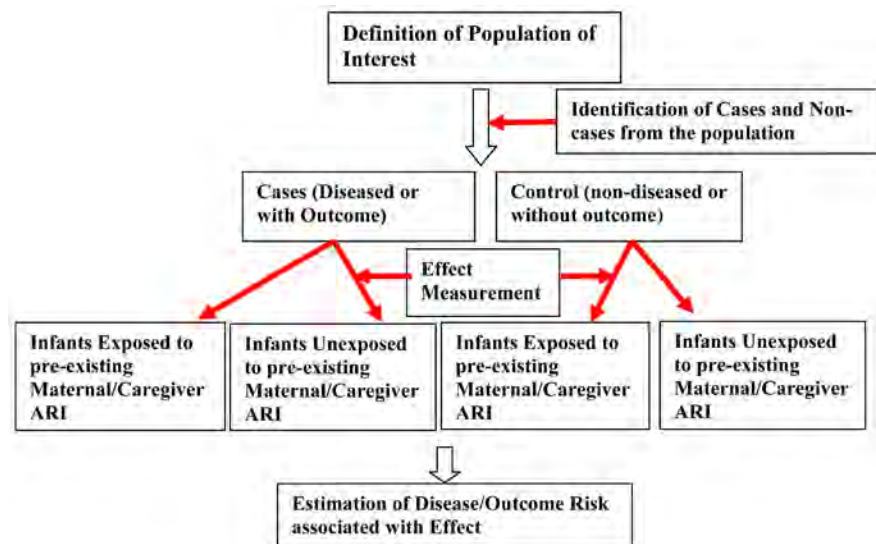 Definition of Population of
Interest
Identification of Cases and Non-
cases from the population
Cases (Diseased or
with Outcome)
Control (non-diseased or
without outcome)
Effect
Measurement
Infants Exposed to
pre-existing
Maternal/Caregiver
ARI
Infants Unexposed
to pre-existing
Maternal/Caregiver
ARI
Infants Exposed to
pre-existing
Maternal/Caregiver
ARI
Infants Unexposed
to pre-existing
Maternal/Caregiver
ARI
Estimation of Disease/Outcome Risk
associated with Effect